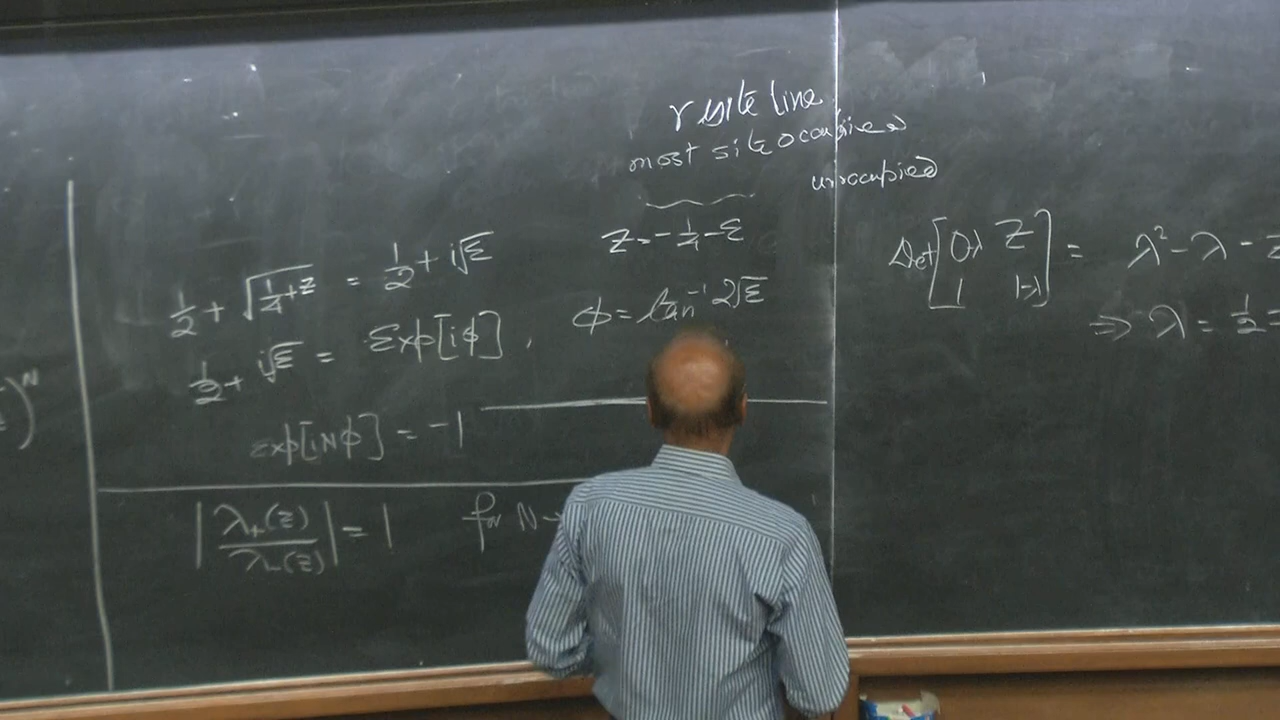 γ site line
most site occupied
unoccupied
z = -1/4 - ε
1/2 + √(1/4 + z) = 1/2 + i√ε
φ = tan⁻¹ 2√ε
1/2 + i√ε = Exp[iφ],
)^N
Exp[iNφ] = -1
|λ₊(z)/λ₋(z)| = 1 for N →
Det [0-λ z
1 1-λ] = λ² - λ - z
⇒ λ = 1/2 ±